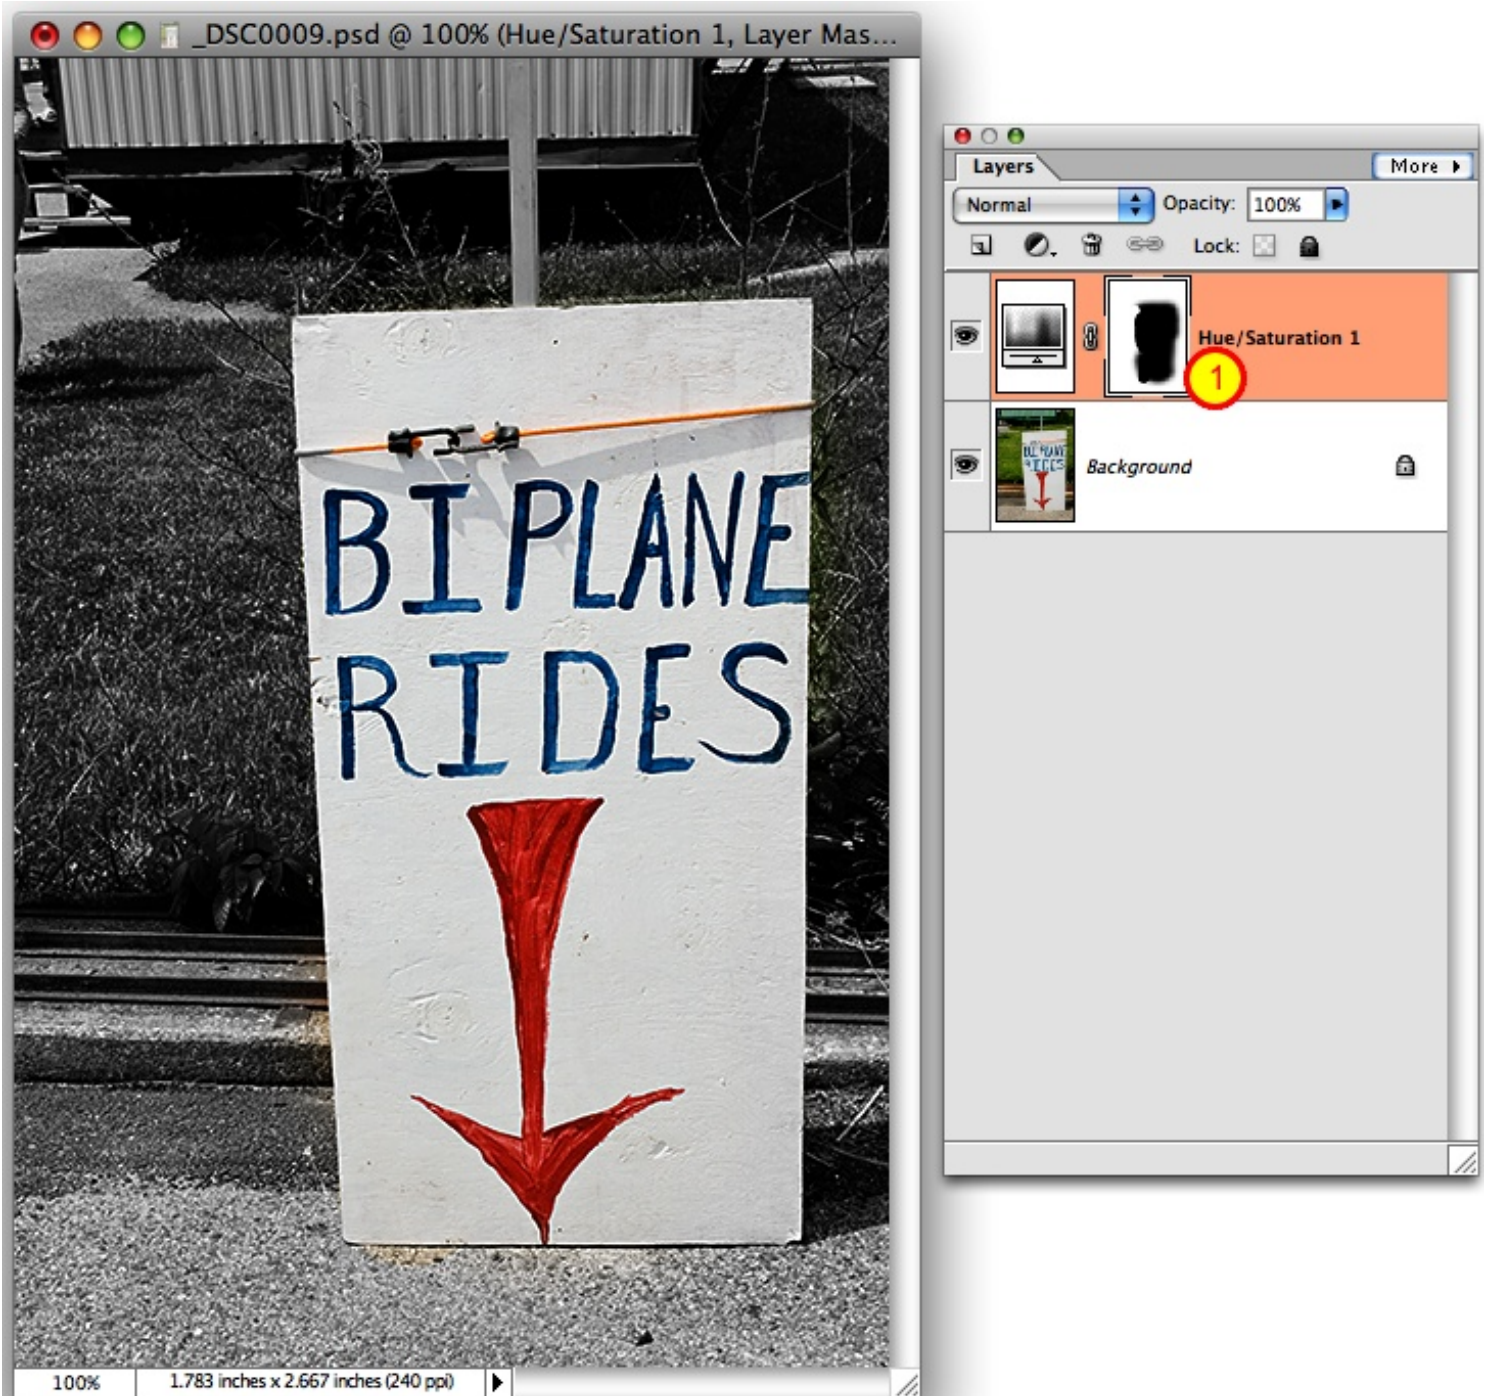 _DSC0009.psd @ 100% (Hue/Saturation 1, Layer Mas...
BIPLANE
RIDES
100%
1.783 inches x 2.667 inches (240 ppi)
Layers
More
Normal
Opacity: 100%
Lock:
Hue/Saturation 1
1
Background